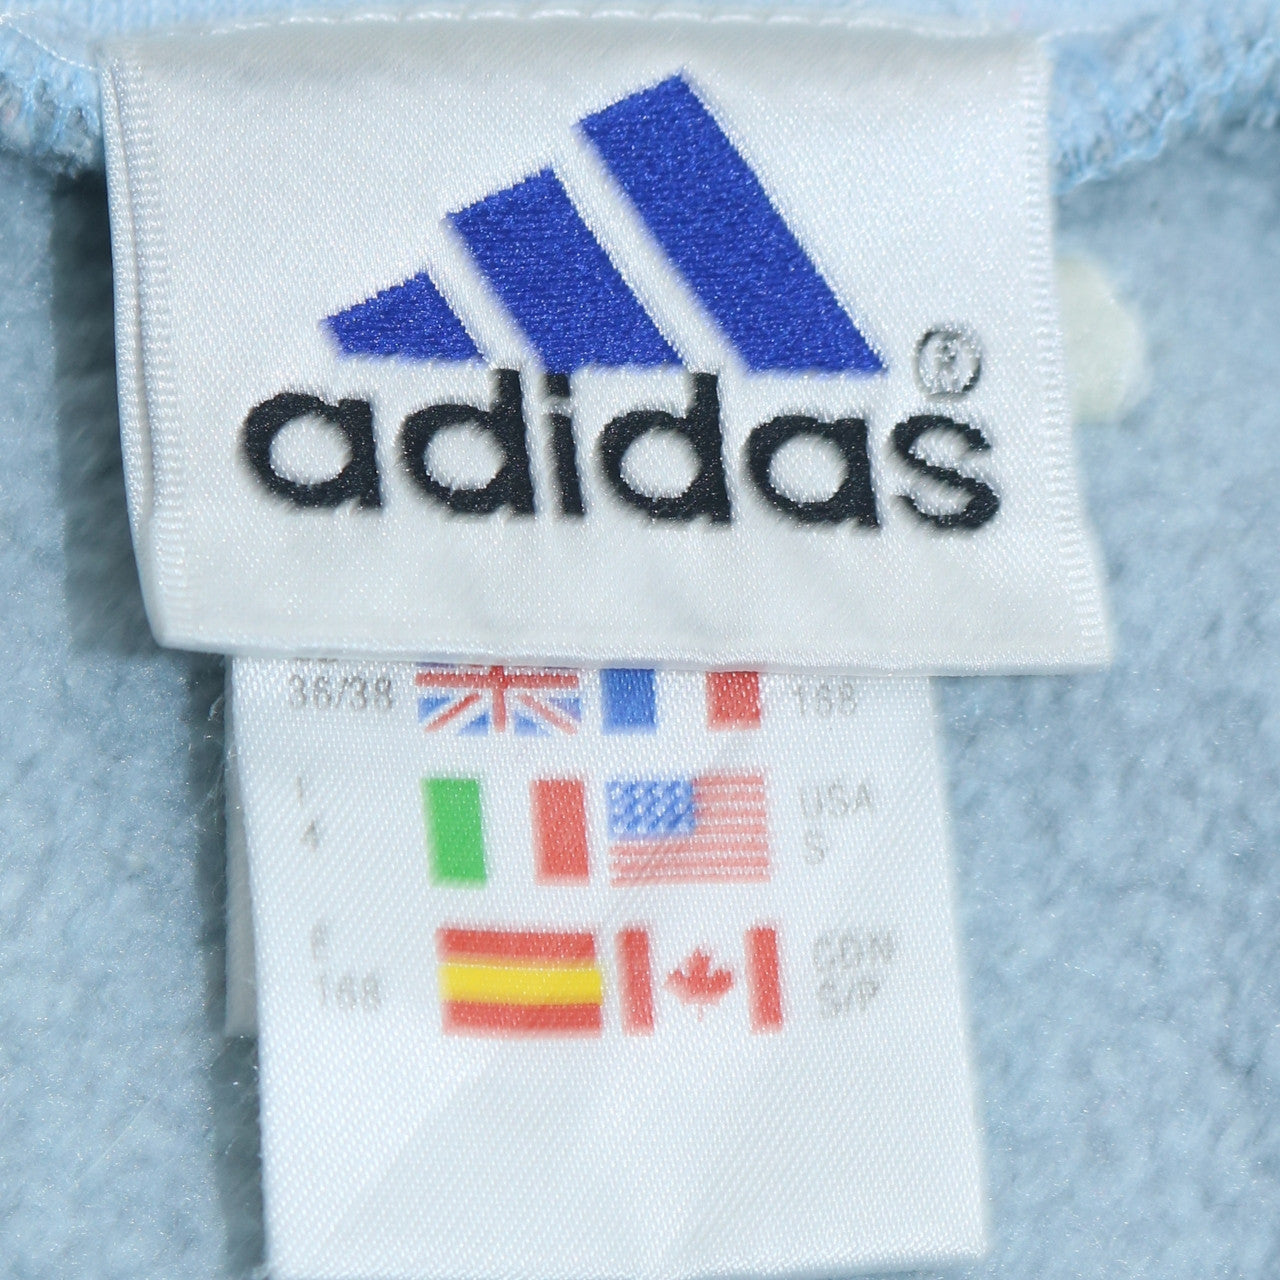 adidas®
36/38
168
I
4
USA
S
E
168
CDN
S/P